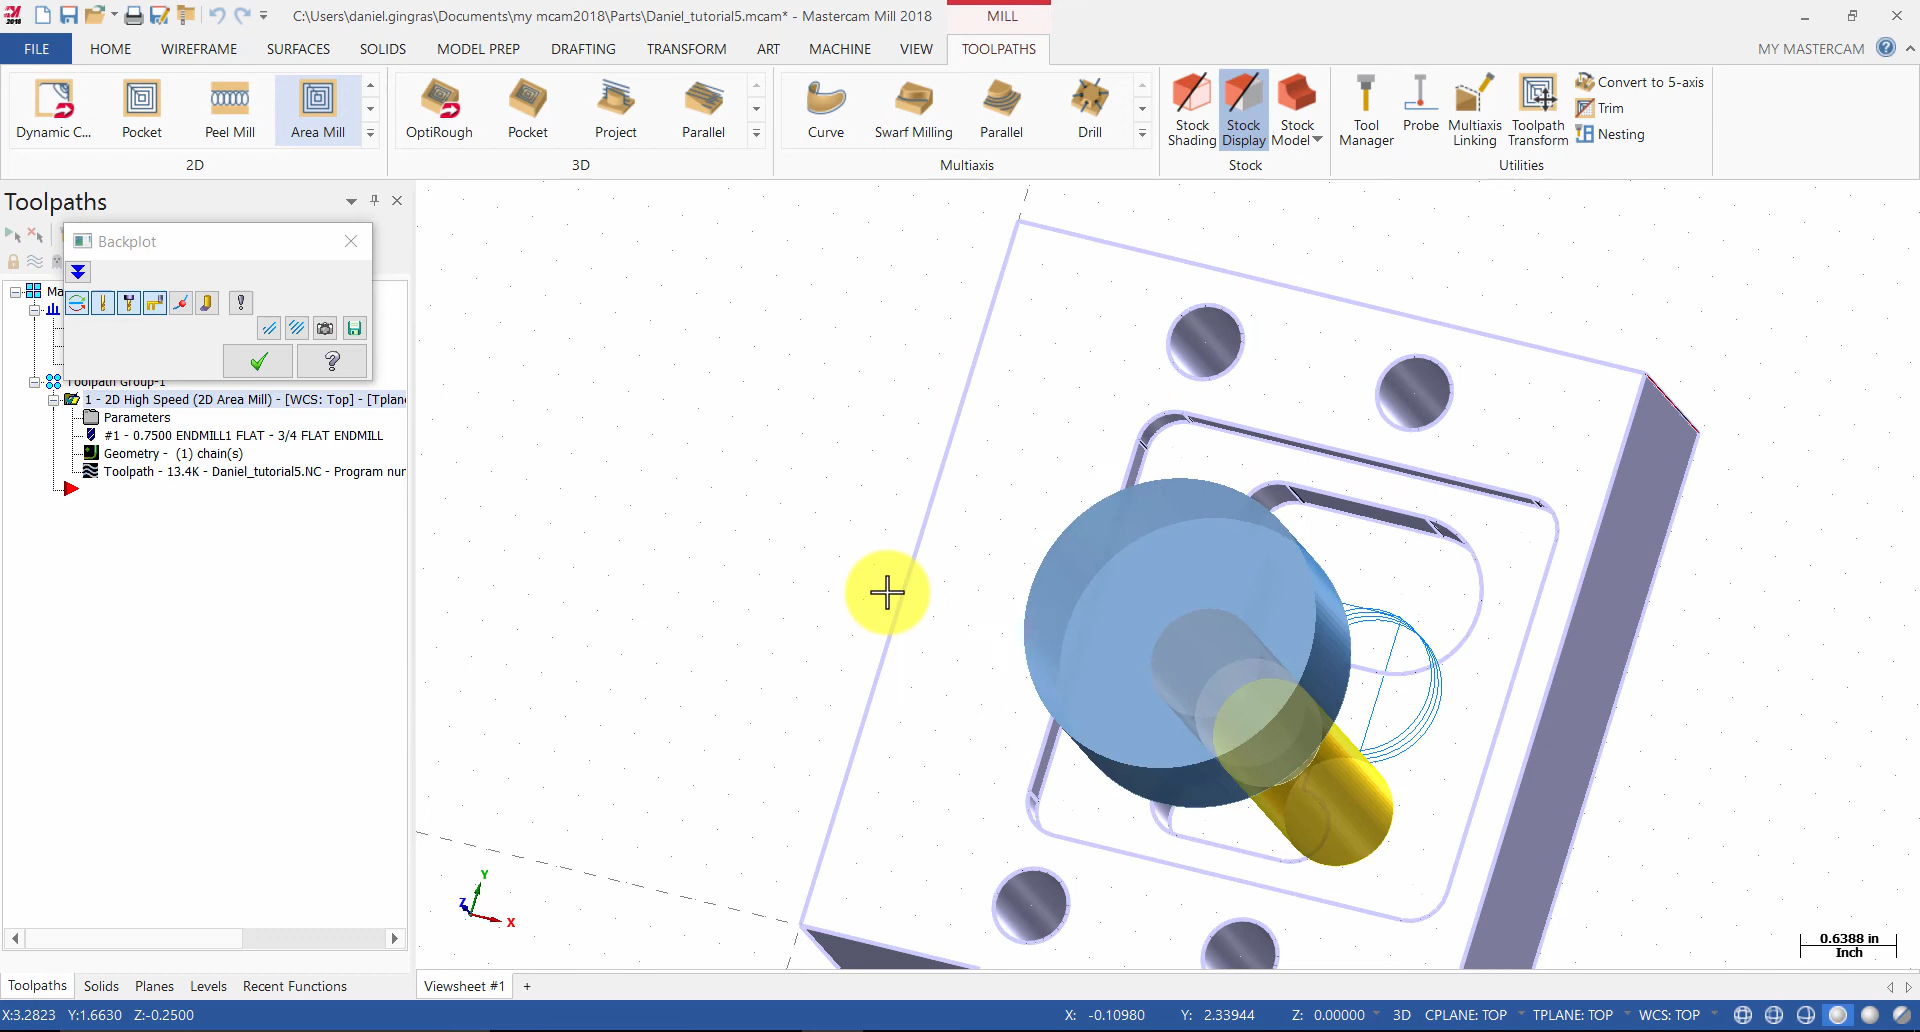 C:\Users\daniel.gingras\Documents\my mcam2018\Parts\Daniel_tutorial5.mcam* - Mastercam Mill 2018
MILL
FILE HOME WIREFRAME SURFACES SOLIDS MODEL PREP DRAFTING TRANSFORM ART MACHINE VIEW TOOLPATHS MY MASTERCAM
Dynamic C... Pocket Peel Mill Area Mill
2D
OptiRough Pocket Project Parallel
3D
Curve Swarf Milling Parallel Drill
Multiaxis
Stock Shading
Stock Display
Stock Model
Stock
Tool Manager
Probe
Multiaxis Linking
Toolpath Transform
Convert to 5-axis
Trim
Nesting
Utilities
Toolpaths
Backplot
Ma
Toolpath Group-1
1 - 2D High Speed (2D Area Mill) - [WCS: Top] - [Tplane
Parameters
#1 - 0.7500 ENDMILL1 FLAT - 3/4 FLAT ENDMILL
Geometry - (1) chain(s)
Toolpath - 13.4K - Daniel_tutorial5.NC - Program nur
Y
Z
X
0.6388 in
Inch
Toolpaths Solids Planes Levels Recent Functions
Viewsheet #1 +
X:3.2823 Y:1.6630 Z:-0.2500
X: -0.10980 Y: 2.33944 Z: 0.00000 3D CPLANE: TOP TPLANE: TOP WCS: TOP